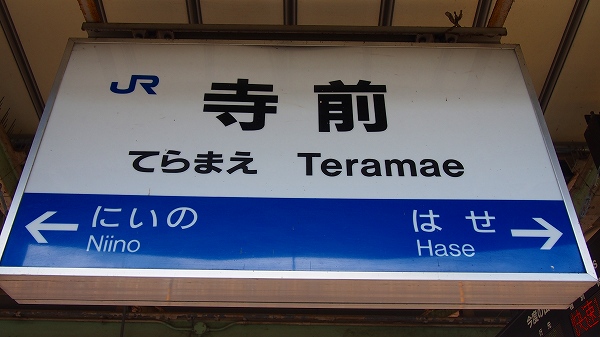 JR
寺前
てらまえ Teramae
← にいの はせ →
Niino Hase